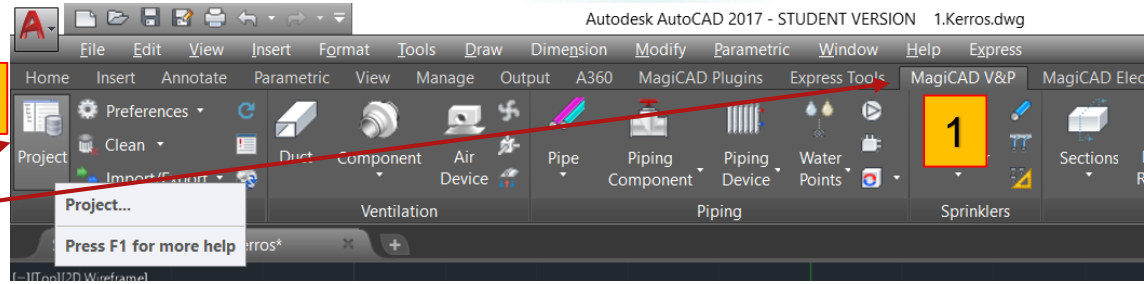 Autodesk AutoCAD 2017 - STUDENT VERSION 1.Kerros.dwg
File Edit View Insert Format Tools Draw Dimension Modify Parametric Window Help Express
Home Insert Annotate Parametric View Manage Output A360 MagiCAD Plugins Express Tools MagiCAD V&P MagiCAD Elec
Project
Preferences
Clean
Import/Export
Duct
Component
Air Device
Pipe
Piping Component
Piping Device
Water Points
1
Sections
Ventilation Piping Sprinklers
Project...
Press F1 for more help
erros*
[-][Top][2D Wireframe]